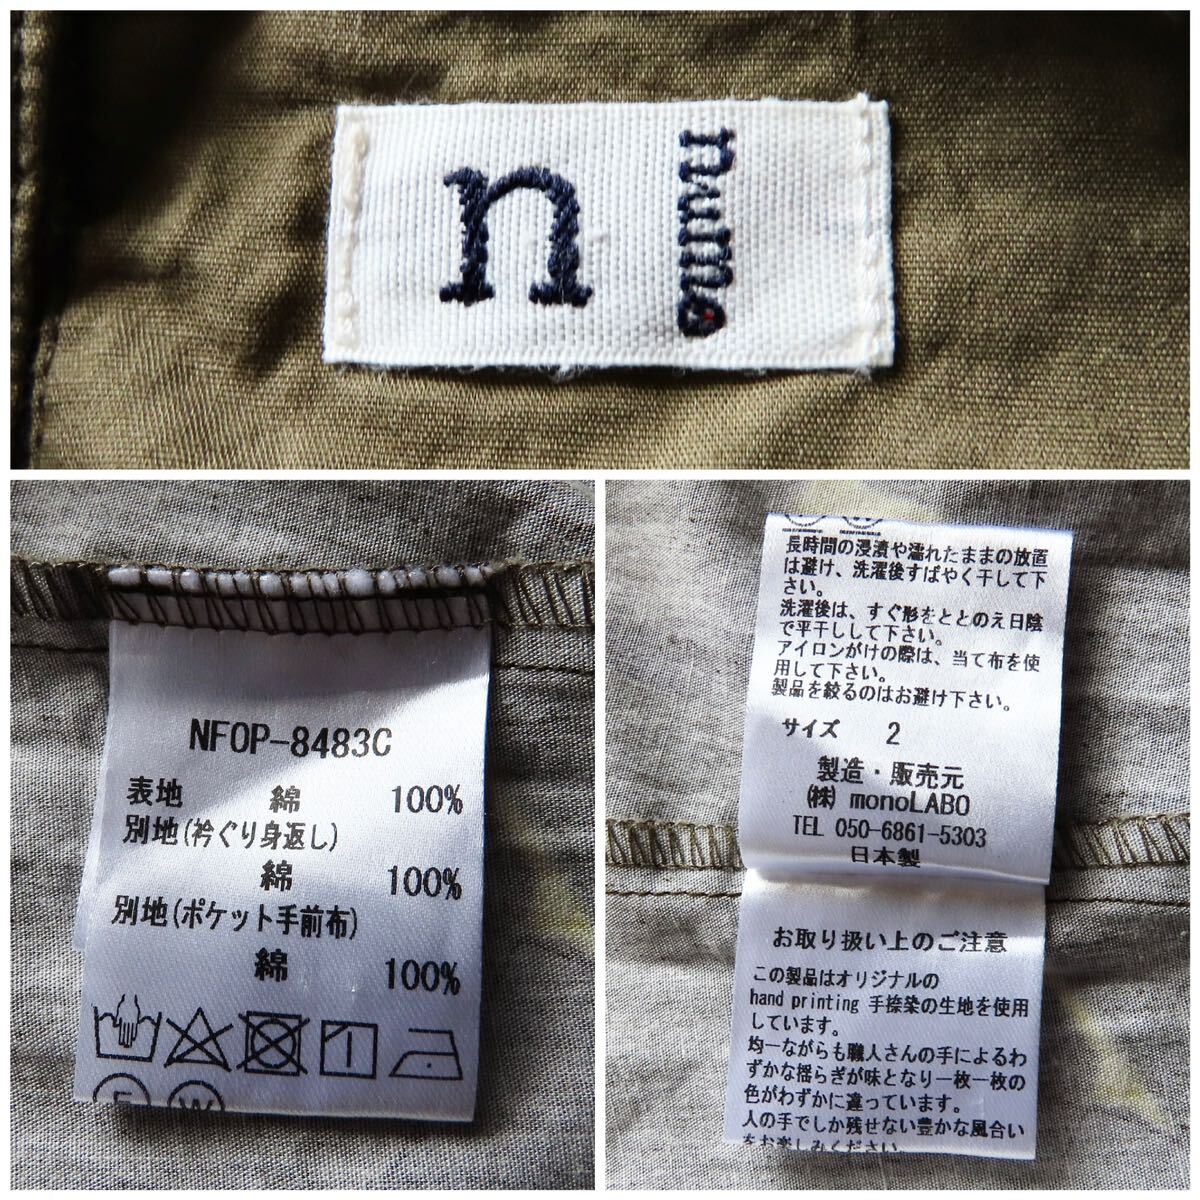 n
numo
NFOP-8483C
表地 綿 100%
別地(衿ぐり身返し)
綿 100%
別地(ポケット手前布)
綿 100%
長時間の浸漬や濡れたままの放置
は避け、洗濯後すばやく干して下
さい。
洗濯後は、すぐ形をととのえ日陰
で平干しして下さい。
アイロンがけの際は、当て布を使
用して下さい。
製品を絞るのはお避け下さい。
サイズ 2
製造・販売元
(株) monoLABO
TEL 050-6861-5303
日本製
お取り扱い上のご注意
この製品はオリジナルの
hand printing 手捺染の生地を使用
しています。
均一ながらも職人さんの手によるわ
ずかな揺らぎが味となり一枚一枚の
色がわずかに違っています。
人の手でしか残せない豊かな風合い
をお楽しみください。